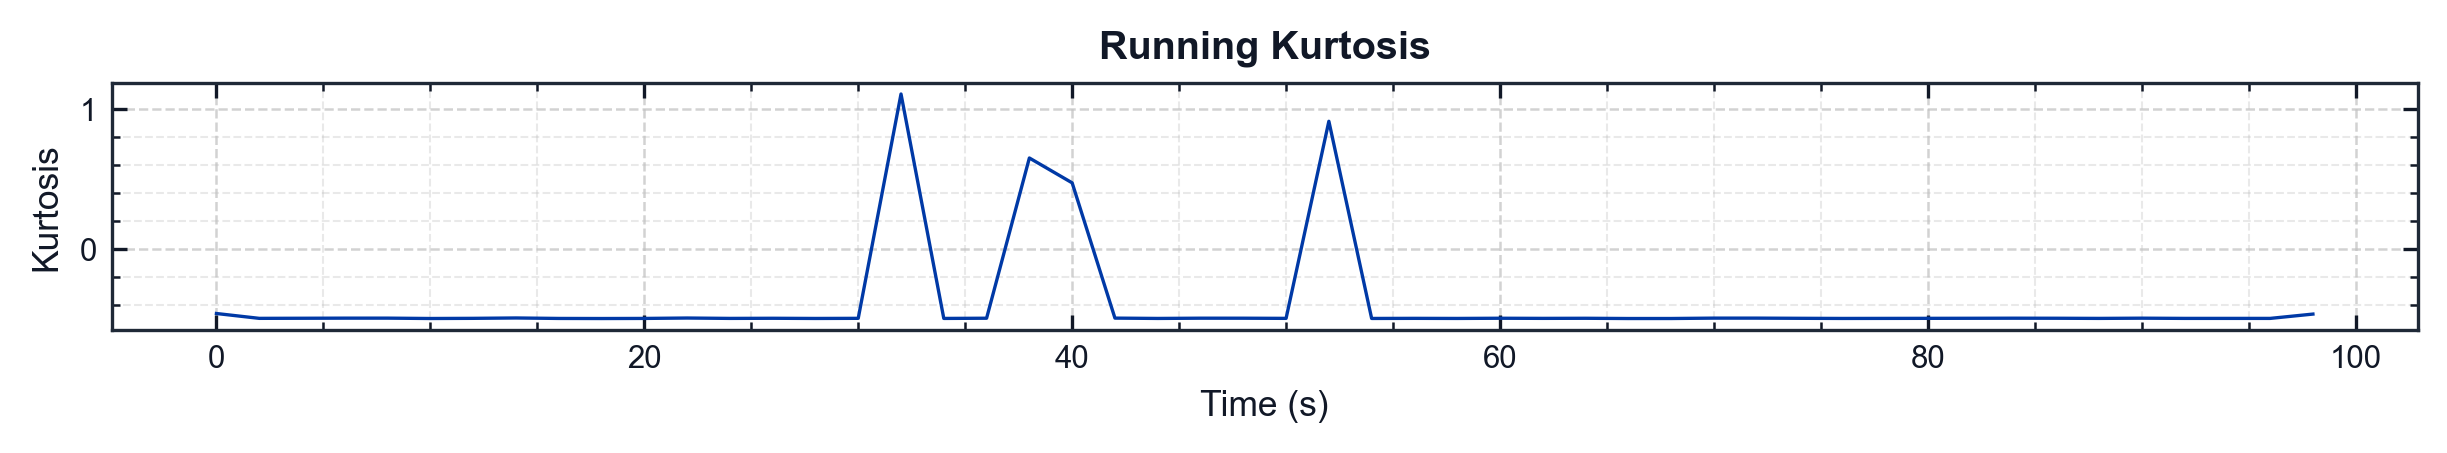 Running Kurtosis
1
0
Kurtosis
0 20 40 60 80 100
Time (s)